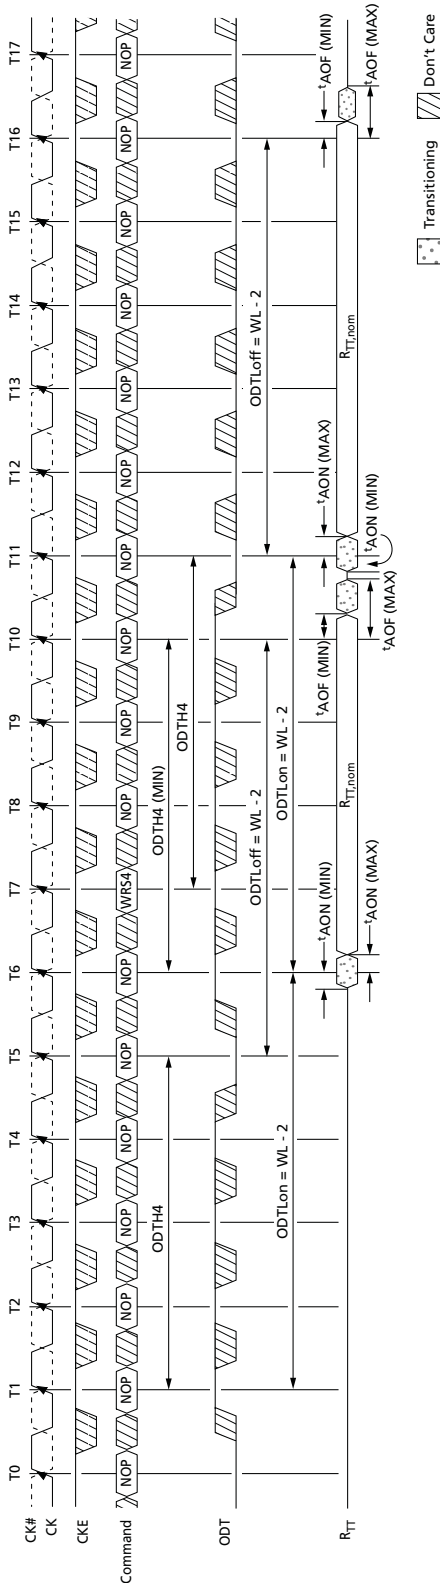 T0 T1 T2 T3 T4 T5 T6 T7 T8 T9 T10 T11 T12 T13 T14 T15 T16 T17
CK#
CK
CKE
Command NOP NOP NOP NOP NOP NOP NOP WRS4 NOP NOP NOP NOP NOP NOP NOP NOP NOP NOP
ODTH4 ODTH4 (MIN)
ODTH4
ODT
ODTLoff = WL - 2 ODTLoff = WL - 2
ODTLon = WL - 2 ODTLon = WL - 2
tAON (MIN) tAOF (MIN) tAON (MAX) tAOF (MIN)
RTT RTT,nom RTT,nom
tAON (MAX) tAON (MIN) tAOF (MAX)
tAOF (MAX)
Transitioning Don't Care